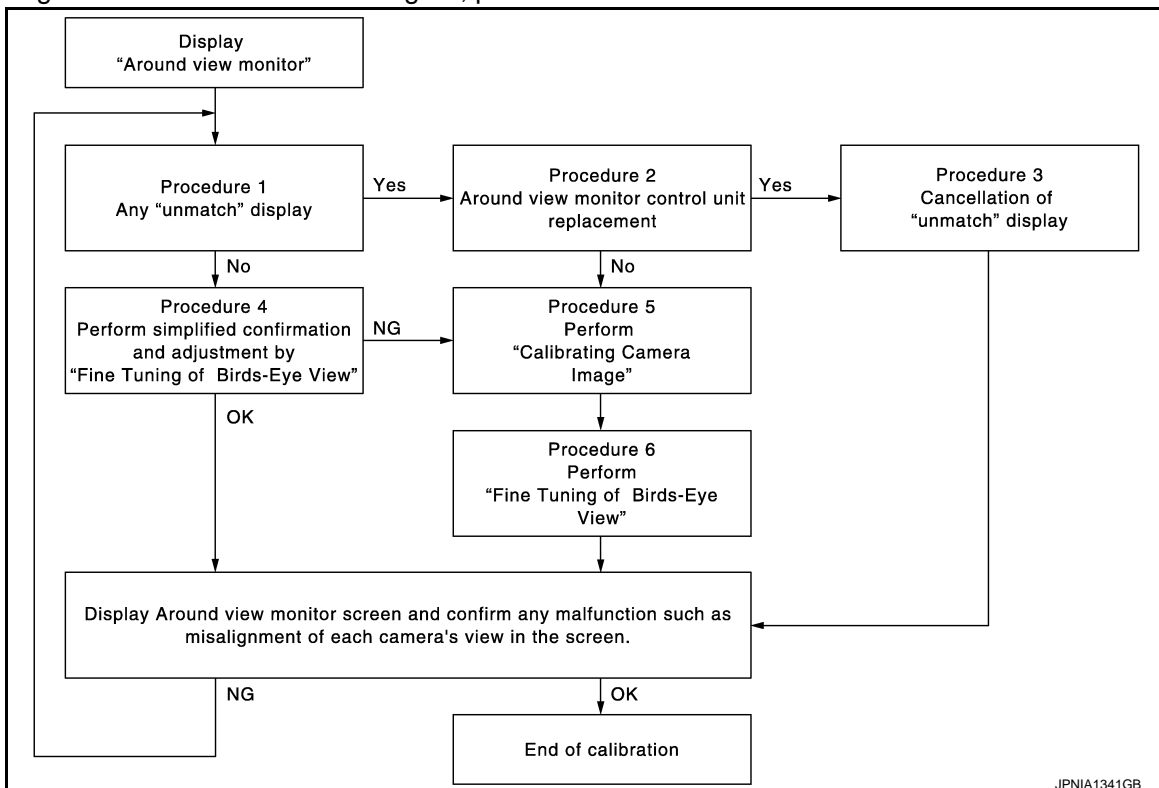 Display
“Around view monitor”
Procedure 1
Any “unmatch” display
Yes
Procedure 2
Around view monitor control unit
replacement
Yes
Procedure 3
Cancellation of
“unmatch” display
No
No
Procedure 4
Perform simplified confirmation
and adjustment by
“Fine Tuning of Birds-Eye View”
NG
Procedure 5
Perform
“Calibrating Camera
Image”
OK
Procedure 6
Perform
“Fine Tuning of Birds-Eye
View”
Display Around view monitor screen and confirm any malfunction such as
misalignment of each camera's view in the screen.
NG
OK
End of calibration
JPNIA1341GB